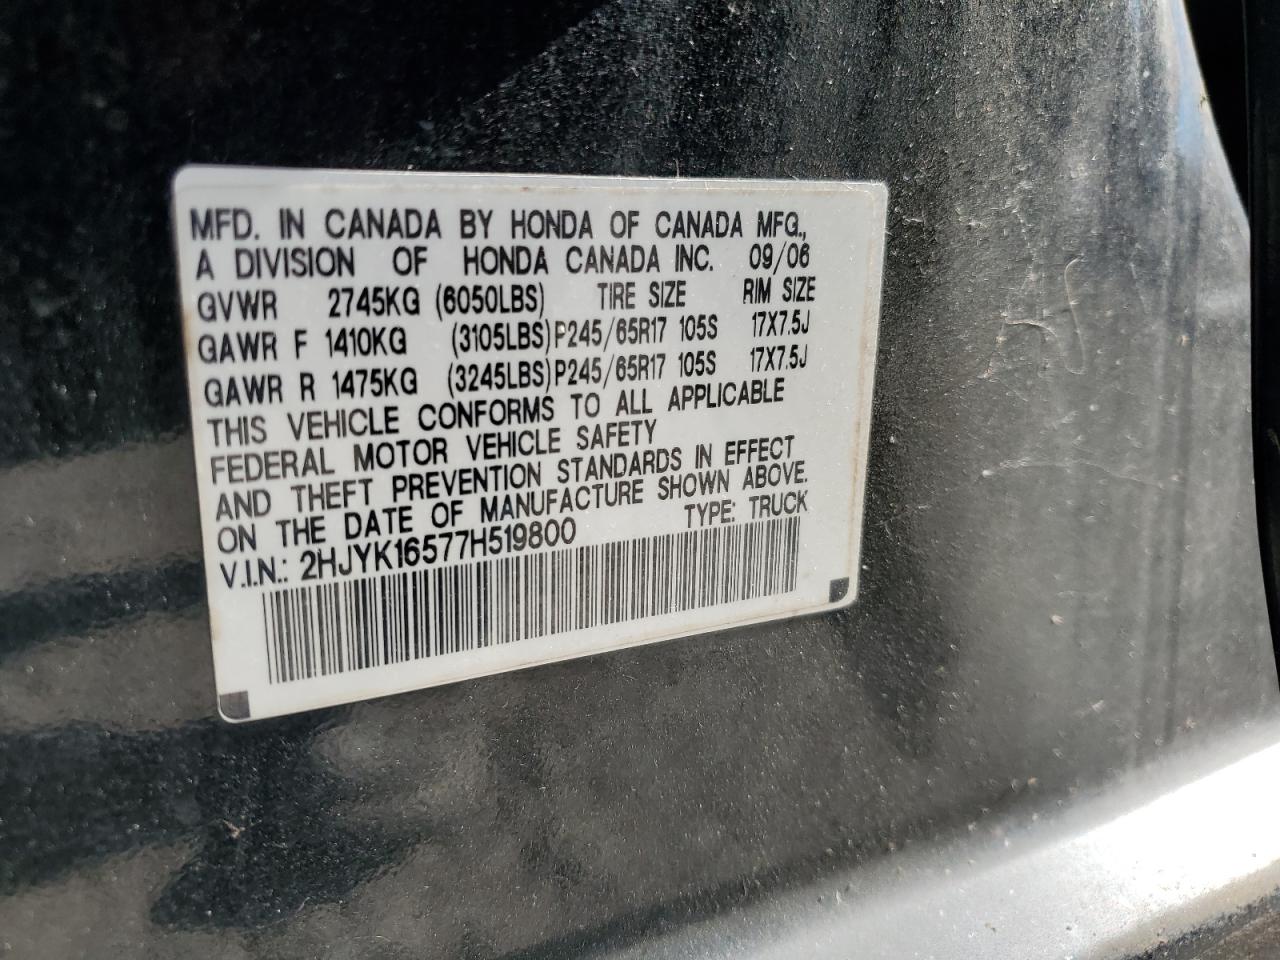 MFD. IN CANADA BY HONDA OF CANADA MFG.,
A DIVISION OF HONDA CANADA INC. 09/06
GVWR 2745KG (6050LBS) TIRE SIZE RIM SIZE
GAWR F 1410KG (3105LBS) P245/65R17 105S 17X7.5J
GAWR R 1475KG (3245LBS) P245/65R17 105S 17X7.5J
THIS VEHICLE CONFORMS TO ALL APPLICABLE
FEDERAL MOTOR VEHICLE SAFETY
AND THEFT PREVENTION STANDARDS IN EFFECT
ON THE DATE OF MANUFACTURE SHOWN ABOVE.
V.I.N.: 2HJYK16577H519800 TYPE: TRUCK